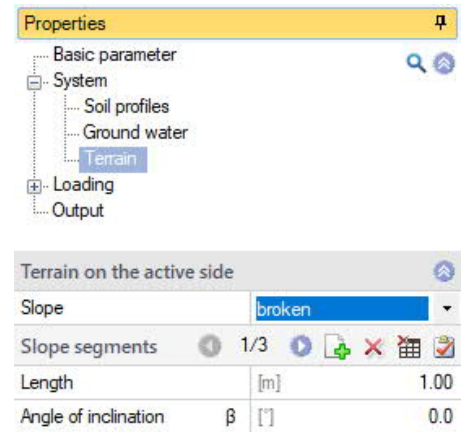 Properties
Basic parameter
System
Soil profiles
Ground water
Terrain
Loading
Output
Terrain on the active side
Slope broken
Slope segments 1/3
Length [m] 1.00
Angle of inclination β [°] 0.0